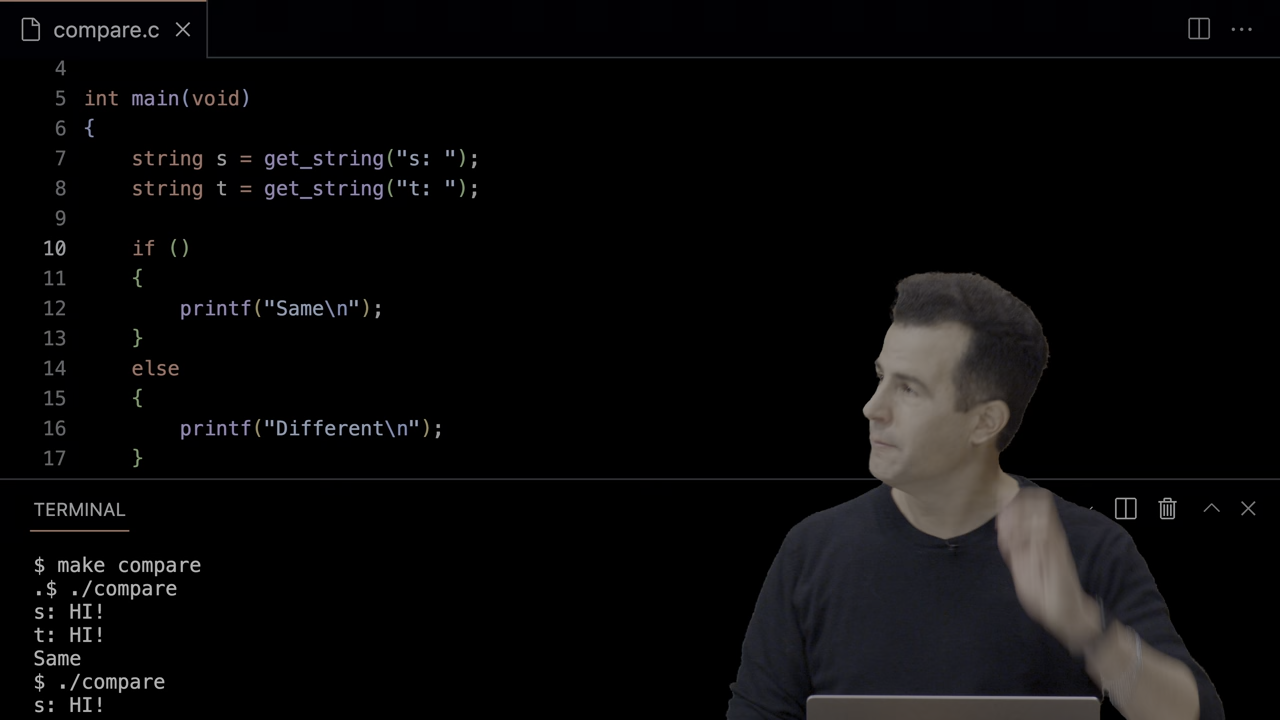 compare.c
4
5 int main(void)
6 {
7 string s = get_string("s: ");
8 string t = get_string("t: ");
9
10 if ()
11 {
12 printf("Same\n");
13 }
14 else
15 {
16 printf("Different\n");
17 }
TERMINAL
$ make compare
.$ ./compare
s: HI!
t: HI!
Same
$ ./compare
s: HI!